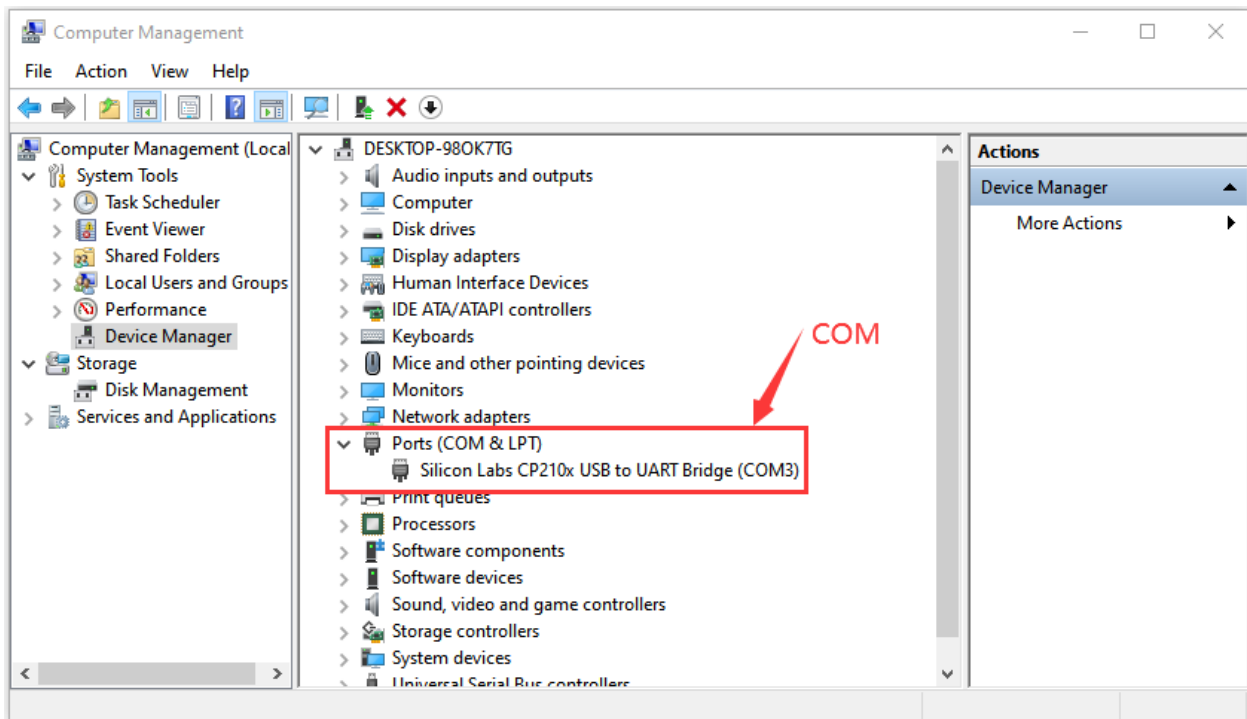 Computer Management
File Action View Help
Computer Management (Local
System Tools
Task Scheduler
Event Viewer
Shared Folders
Local Users and Groups
Performance
Device Manager
Storage
Disk Management
Services and Applications
DESKTOP-98OK7TG
Audio inputs and outputs
Computer
Disk drives
Display adapters
Human Interface Devices
IDE ATA/ATAPI controllers
Keyboards
Mice and other pointing devices
Monitors
Network adapters
Ports (COM & LPT)
Silicon Labs CP210x USB to UART Bridge (COM3)
Print queues
Processors
Software components
Software devices
Sound, video and game controllers
Storage controllers
System devices
Universal Serial Bus controllers
COM
Actions
Device Manager
More Actions